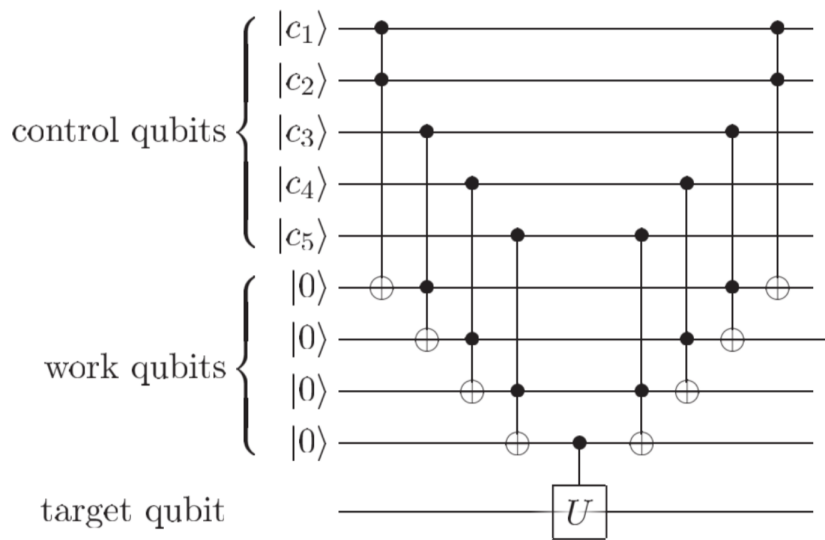 |c₁⟩
|c₂⟩
control qubits |c₃⟩
|c₄⟩
|c₅⟩
|0⟩
|0⟩
work qubits
|0⟩
|0⟩
target qubit U